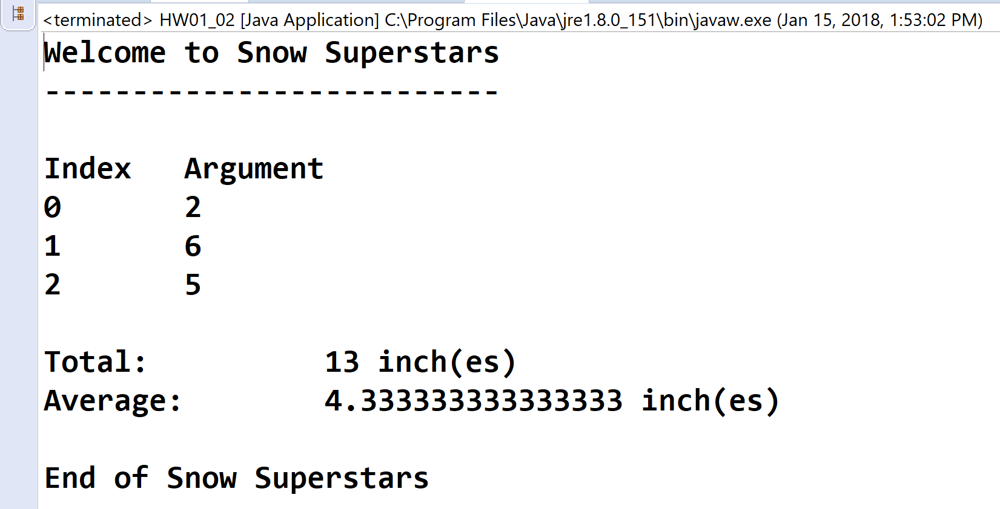 <terminated> HW01_02 [Java Application] C:\Program Files\Java\jre1.8.0_151\bin\javaw.exe (Jan 15, 2018, 1:53:02 PM)
Welcome to Snow Superstars
--------------------------
Index   Argument
0       2
1       6
2       5
Total:          13 inch(es)
Average:        4.333333333333333 inch(es)
End of Snow Superstars